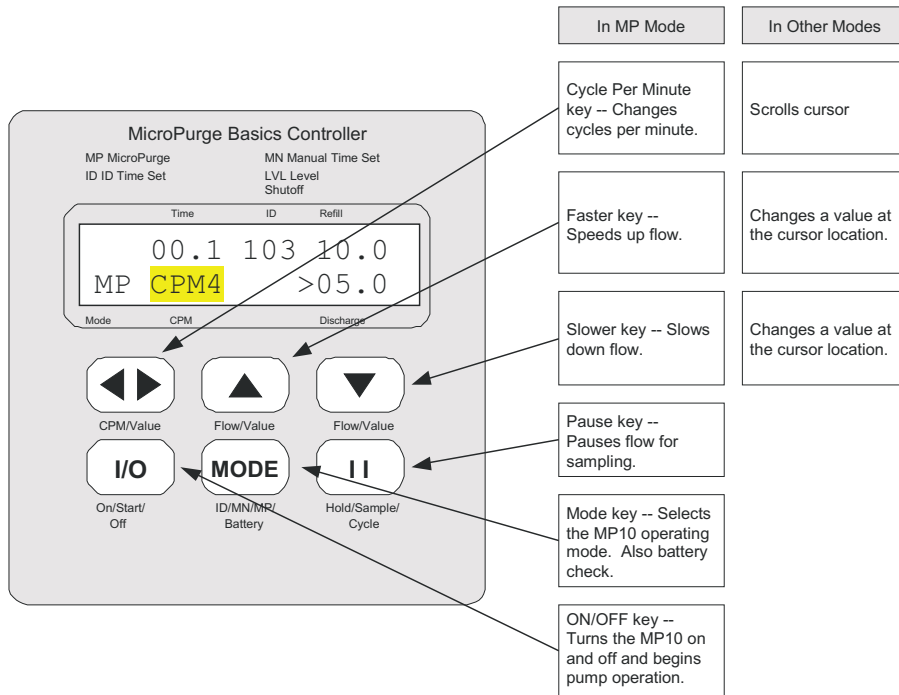 In MP Mode
In Other Modes
Cycle Per Minute
key -- Changes
cycles per minute.
Scrolls cursor
Faster key --
Speeds up flow.
Changes a value at
the cursor location.
Slower key -- Slows
down flow.
Changes a value at
the cursor location.
Pause key --
Pauses flow for
sampling.
Mode key -- Selects
the MP10 operating
mode. Also battery
check.
ON/OFF key --
Turns the MP10 on
and off and begins
pump operation.
MicroPurge Basics Controller
MP MicroPurge
MN Manual Time Set
ID ID Time Set
LVL Level
Shutoff
Time ID Refill
00.1 103 10.0
MP CPM4 >05.0
Mode CPM Discharge
CPM/Value
Flow/Value
Flow/Value
I/O
MODE
I I
On/Start/
Off
ID/MN/MP/
Battery
Hold/Sample/
Cycle